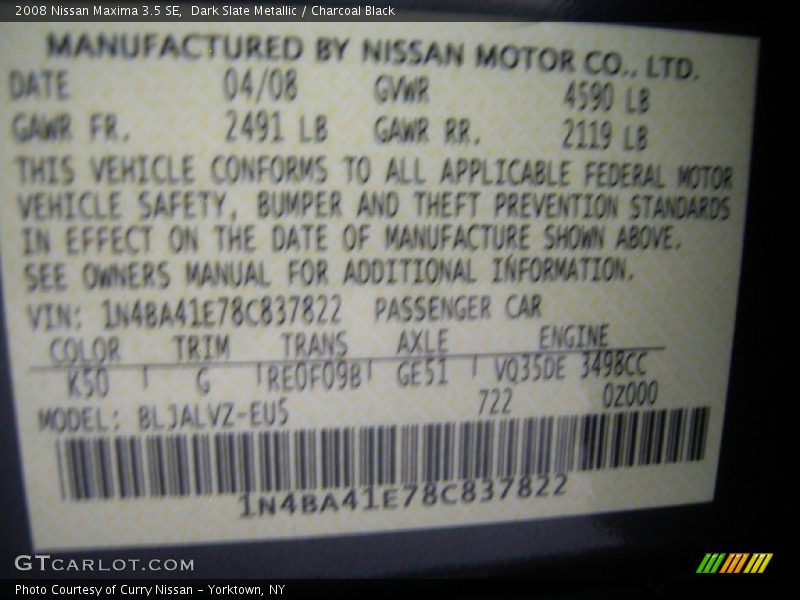 2008 Nissan Maxima 3.5 SE,  Dark Slate Metallic / Charcoal Black
MANUFACTURED BY NISSAN MOTOR CO., LTD.
DATE 04/08 GVWR 4590 LB
GAWR FR. 2491 LB GAWR RR. 2119 LB
THIS VEHICLE CONFORMS TO ALL APPLICABLE FEDERAL MOTOR
VEHICLE SAFETY, BUMPER AND THEFT PREVENTION STANDARDS
IN EFFECT ON THE DATE OF MANUFACTURE SHOWN ABOVE.
SEE OWNERS MANUAL FOR ADDITIONAL INFORMATION.
VIN: 1N4BA41E78C837822 PASSENGER CAR
COLOR TRIM TRANS AXLE ENGINE
K50 G RE0F09B GE51 VQ35DE 3498CC
MODEL: BLJALVZ-EU5 722 0Z000
1N4BA41E78C837822
GTCARLOT.COM
Photo Courtesy of Curry Nissan - Yorktown, NY